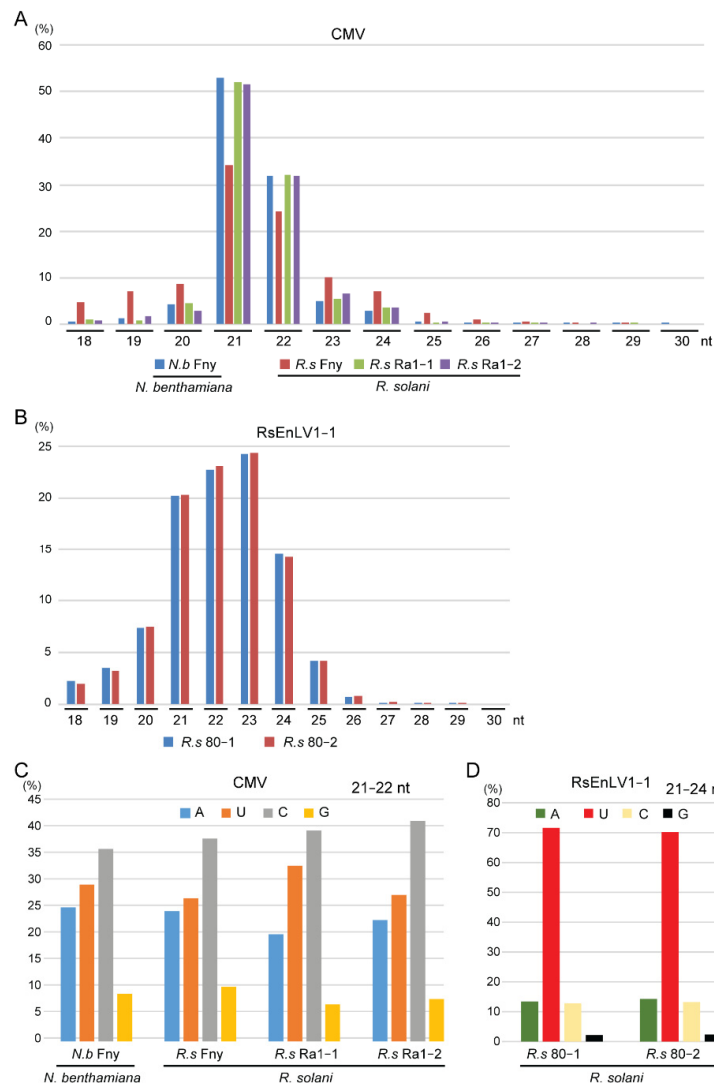 A
(%)
CMV
60
50
40
30
20
10
0
18 19 20 21 22 23 24 25 26 27 28 29 30 nt
N.b Fny R.s Fny R.s Ra1-1 R.s Ra1-2
N. benthamiana R. solani
B
(%)
RsEnLV1-1
25
20
15
10
5
0
18 19 20 21 22 23 24 25 26 27 28 29 30 nt
R.s 80-1 R.s 80-2
C
(%)
CMV 21-22 nt
A U C G
45
40
35
30
25
20
15
10
5
0
N.b Fny R.s Fny R.s Ra1-1 R.s Ra1-2
N. benthamiana R. solani
D
(%)
RsEnLV1-1 21-24 n
A U C G
80
70
60
50
40
30
20
10
0
R.s 80-1 R.s 80-2
R. solani